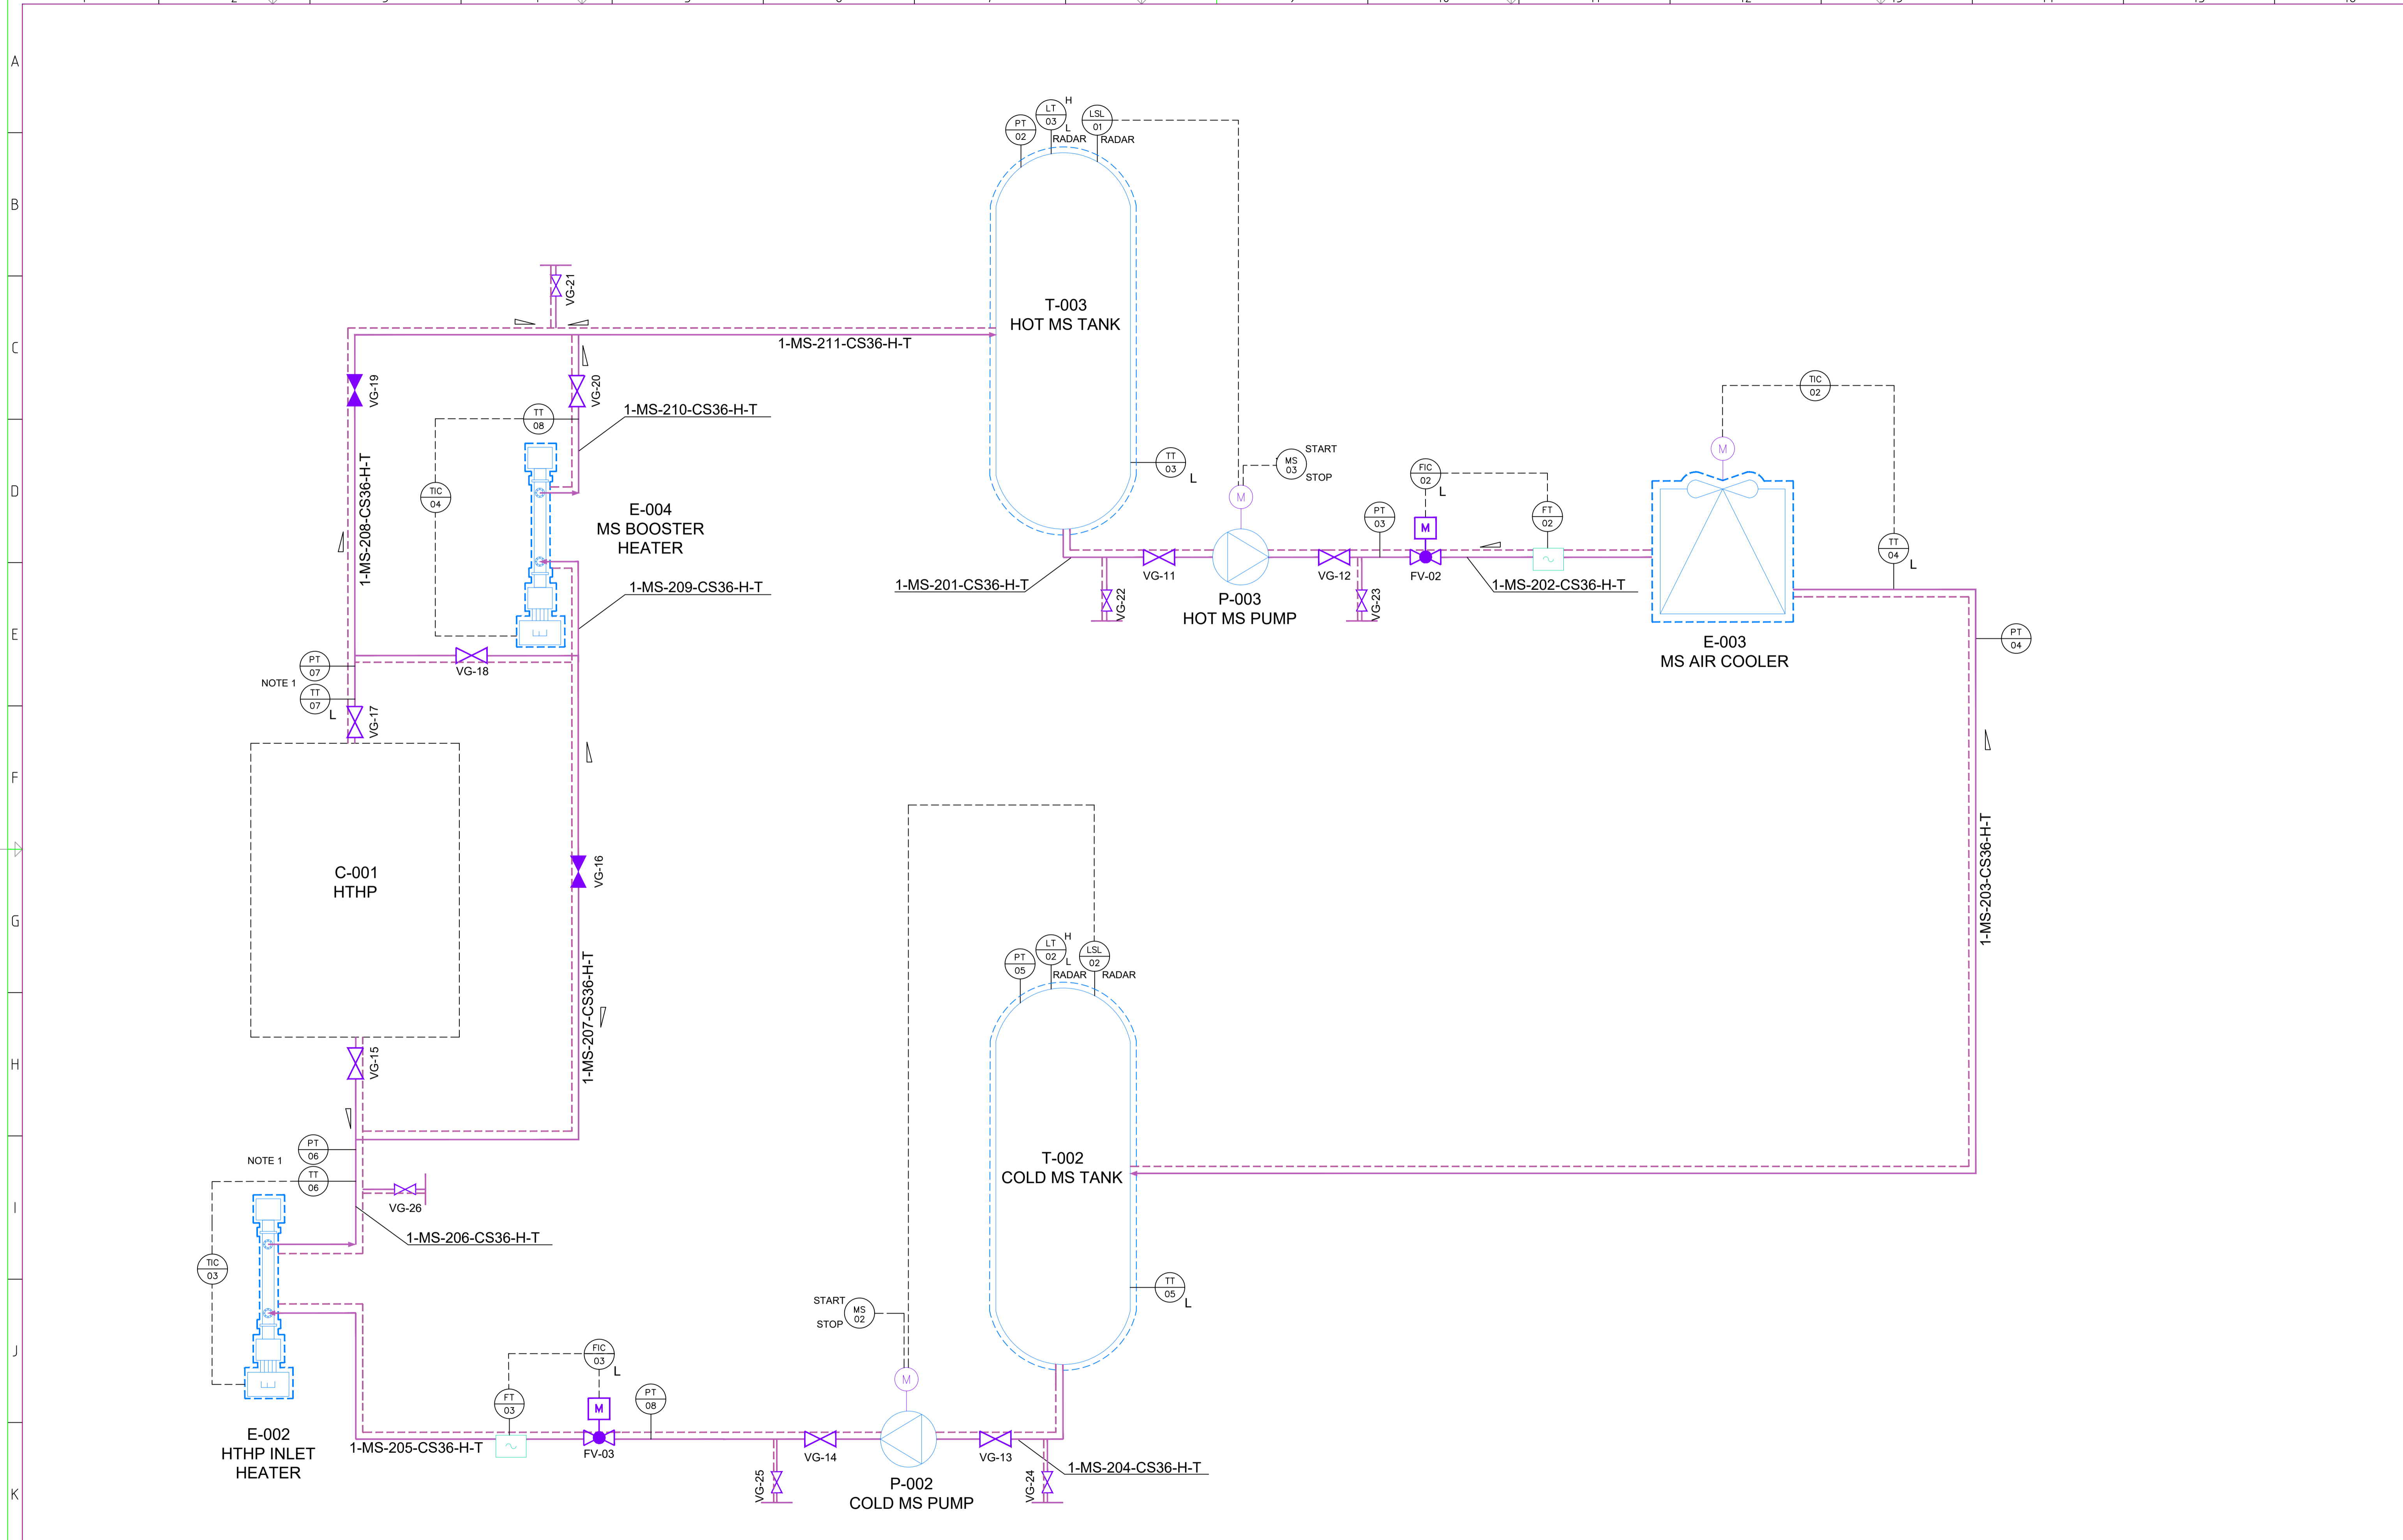 A
B
C
D
E
F
G
H
I
J
K
PT
02
LT
03
H
L
RADAR
LSL
01
RADAR
T-003
HOT MS TANK
TT
03
L
VG-21
1-MS-211-CS36-H-T
VG-19
VG-20
TT
08
1-MS-210-CS36-H-T
1-MS-208-CS36-H-T
TIC
04
E-004
MS BOOSTER
HEATER
1-MS-209-CS36-H-T
PT
07
NOTE 1
TT
07
L
VG-18
VG-17
MS
03
START
STOP
M
1-MS-201-CS36-H-T
VG-22
VG-11
P-003
HOT MS PUMP
VG-12
VG-23
PT
03
FIC
02
L
M
FV-02
FT
02
1-MS-202-CS36-H-T
TIC
02
M
TT
04
L
E-003
MS AIR COOLER
PT
04
1-MS-203-CS36-H-T
C-001
HTHP
VG-16
1-MS-207-CS36-H-T
VG-15
PT
06
NOTE 1
TT
06
VG-26
1-MS-206-CS36-H-T
TIC
03
E-002
HTHP INLET
HEATER
1-MS-205-CS36-H-T
FT
03
FIC
03
L
M
FV-03
PT
08
VG-25
VG-14
START
STOP
MS
02
M
P-002
COLD MS PUMP
VG-13
VG-24
1-MS-204-CS36-H-T
PT
05
LT
02
H
L
RADAR
LSL
02
RADAR
T-002
COLD MS TANK
TT
05
L